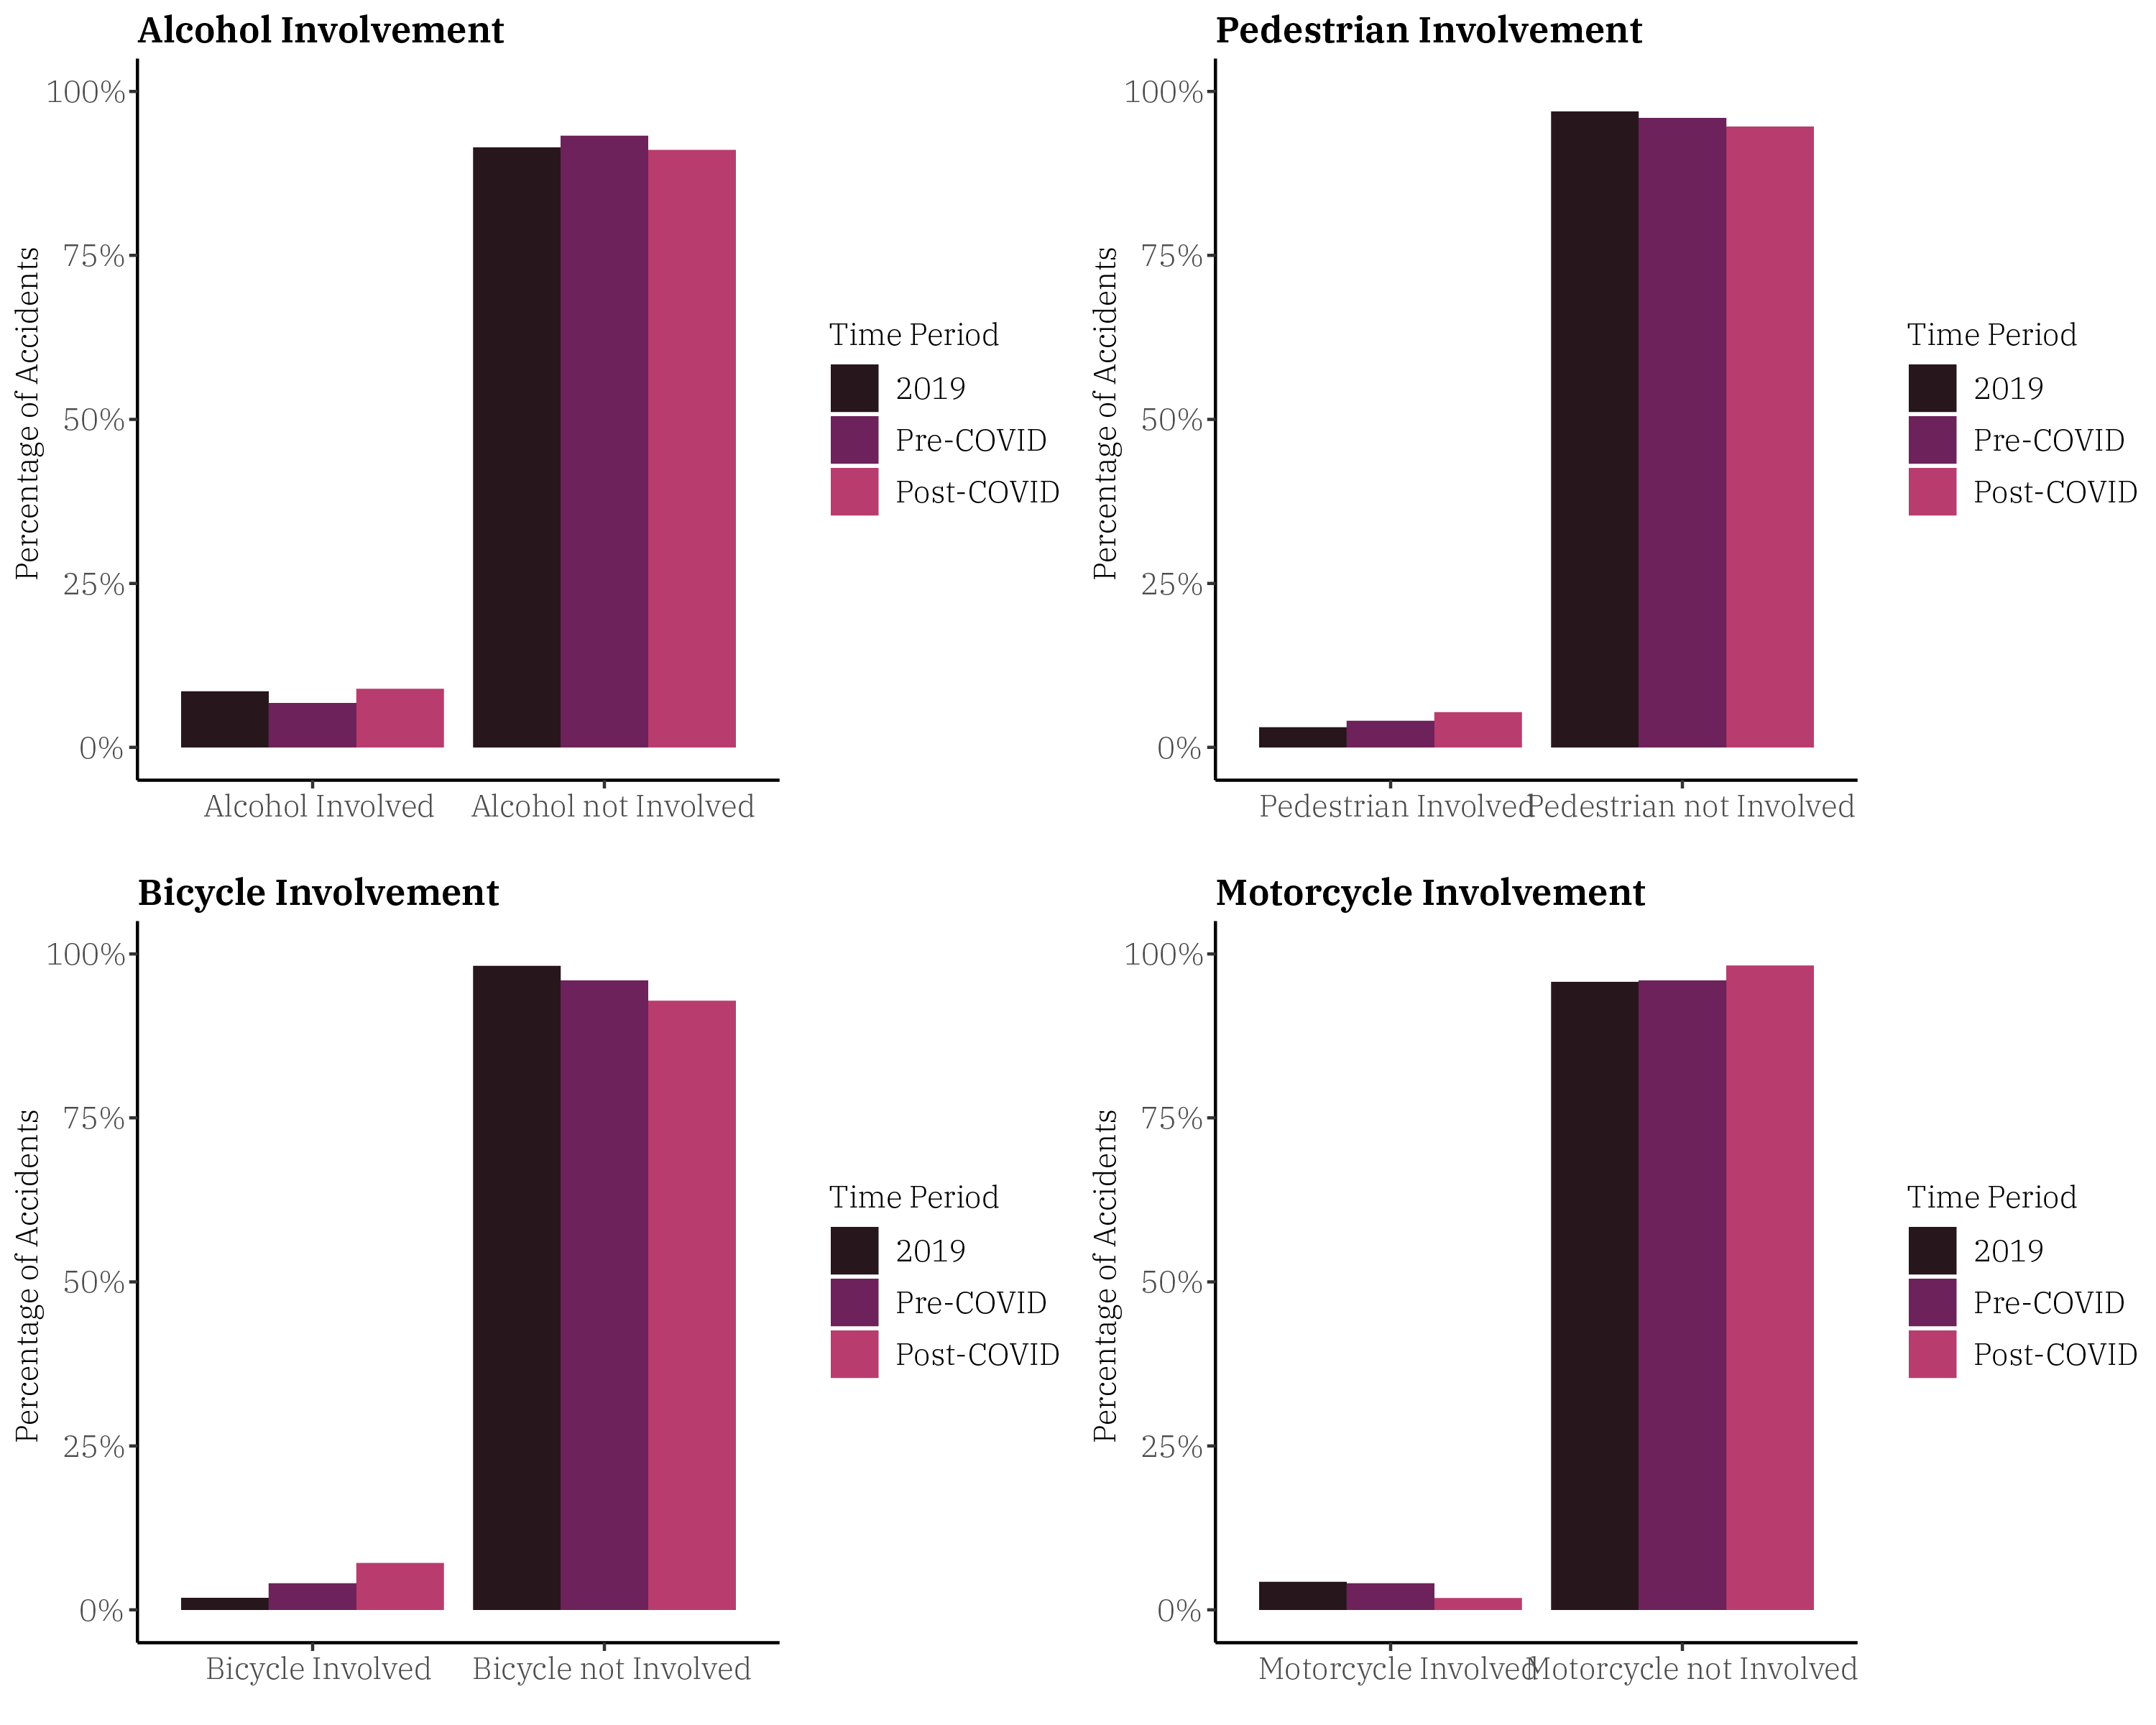 Alcohol Involvement
100%
75%
50%
25%
0%
Percentage of Accidents
Alcohol Involved
Alcohol not Involved
Time Period
2019
Pre-COVID
Post-COVID
Pedestrian Involvement
100%
75%
50%
25%
0%
Percentage of Accidents
Pedestrian Involved
Pedestrian not Involved
Time Period
2019
Pre-COVID
Post-COVID
Bicycle Involvement
100%
75%
50%
25%
0%
Percentage of Accidents
Bicycle Involved
Bicycle not Involved
Time Period
2019
Pre-COVID
Post-COVID
Motorcycle Involvement
100%
75%
50%
25%
0%
Percentage of Accidents
Motorcycle Involved
Motorcycle not Involved
Time Period
2019
Pre-COVID
Post-COVID